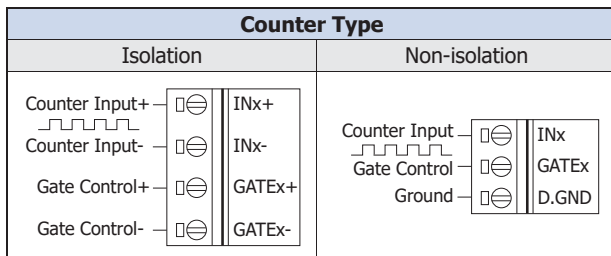 Counter Type
Isolation
Non-isolation
Counter Input+
INx+
Counter Input-
INx-
Gate Control+
GATEx+
Gate Control-
GATEx-
Counter Input
INx
Gate Control
GATEx
Ground
D.GND